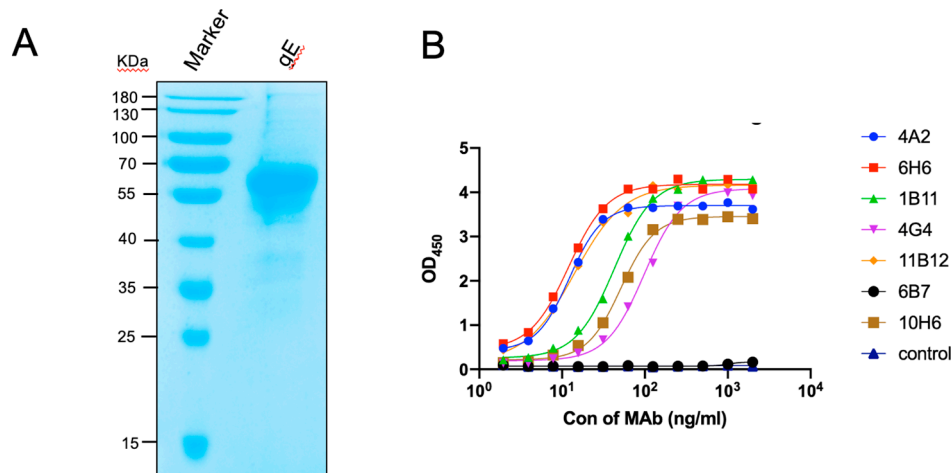 A
KDa
Marker
gE
180
130
100
70
55
40
35
25
15
B
OD450
5
4
3
2
1
0
10⁰
10¹
10²
10³
10⁴
Con of MAb (ng/ml)
4A2
6H6
1B11
4G4
11B12
6B7
10H6
control